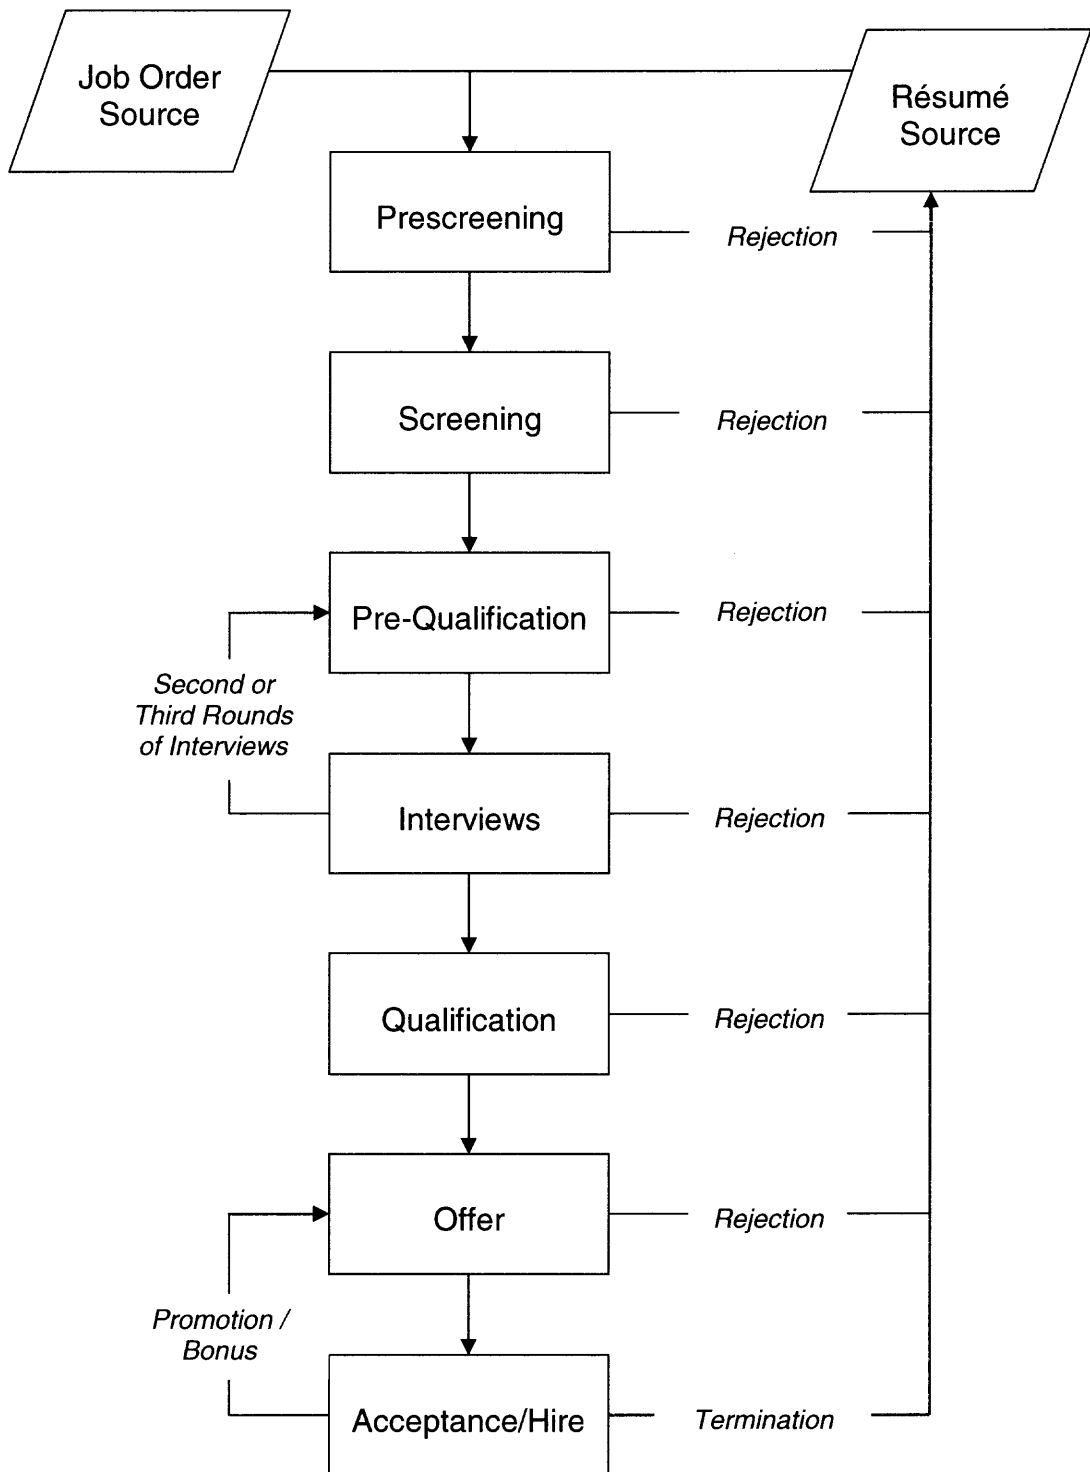 Job Order
Source
Résumé
Source
Prescreening
Rejection
Screening
Rejection
Pre-Qualification
Rejection
Second or
Third Rounds
of Interviews
Interviews
Rejection
Qualification
Rejection
Offer
Rejection
Promotion /
Bonus
Acceptance/Hire
Termination